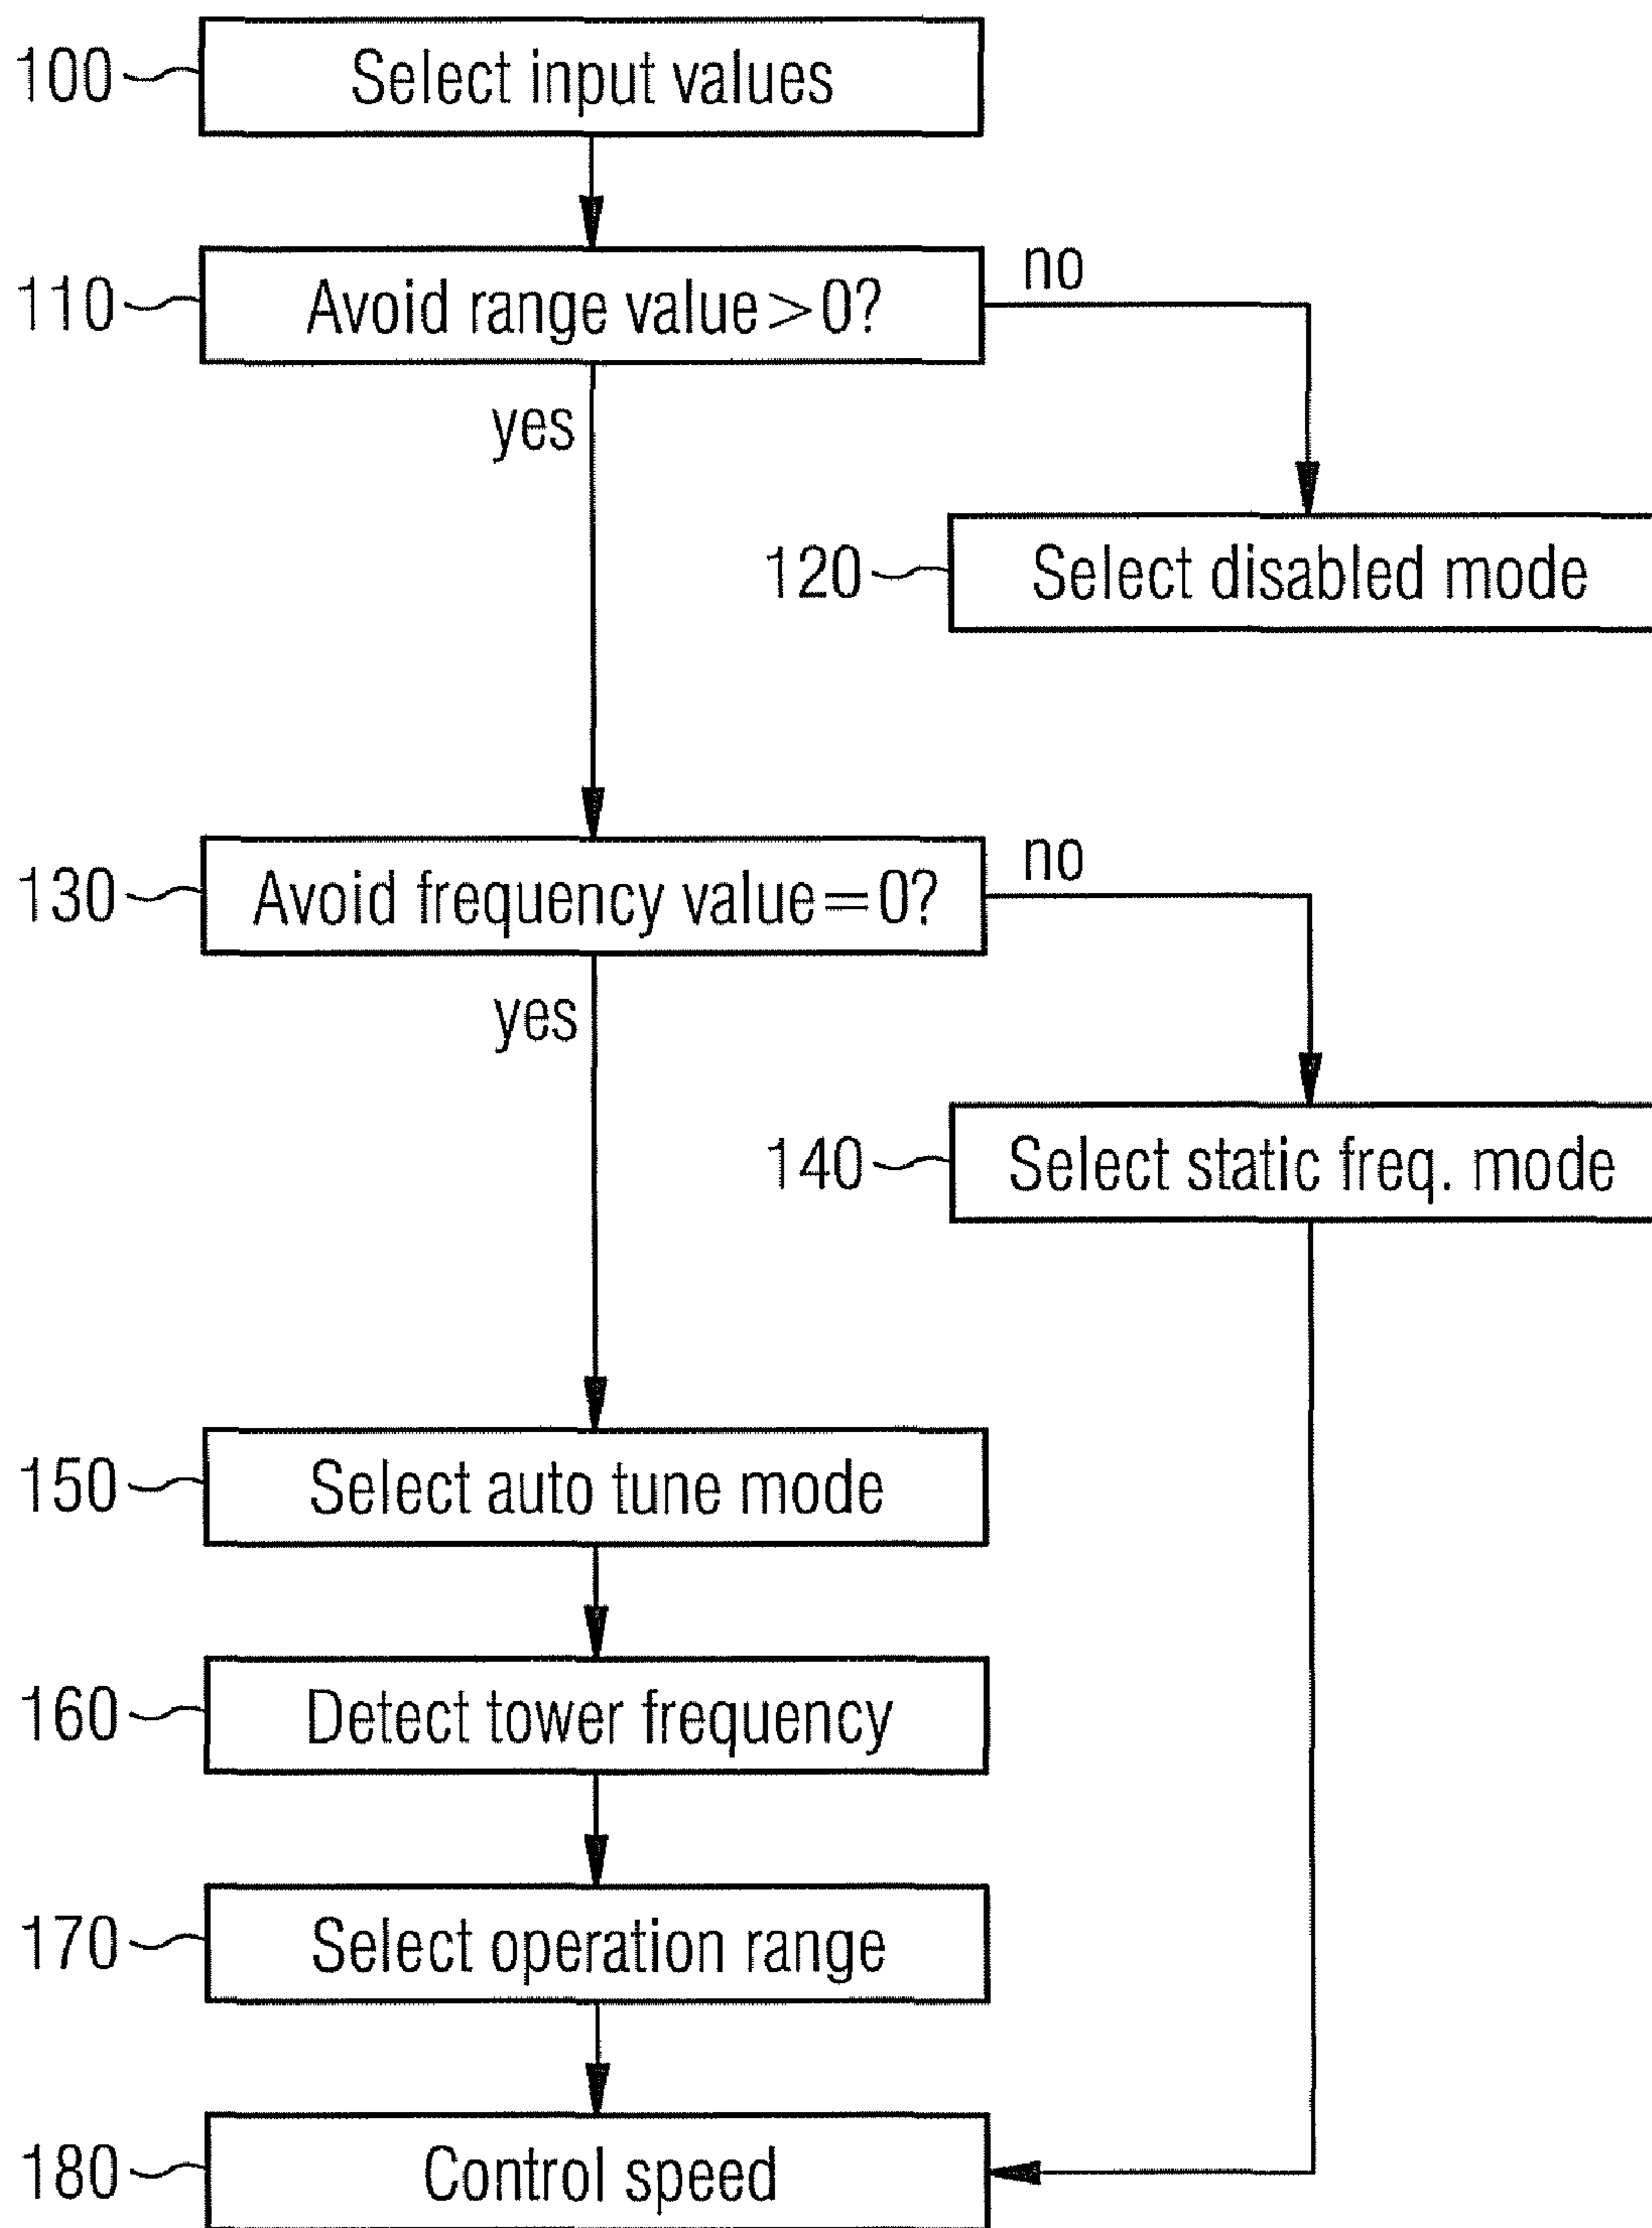 100 Select input values
110 Avoid range value>0? no
yes
120 Select disabled mode
130 Avoid frequency value=0? no
yes
140 Select static freq. mode
150 Select auto tune mode
160 Detect tower frequency
170 Select operation range
180 Control speed